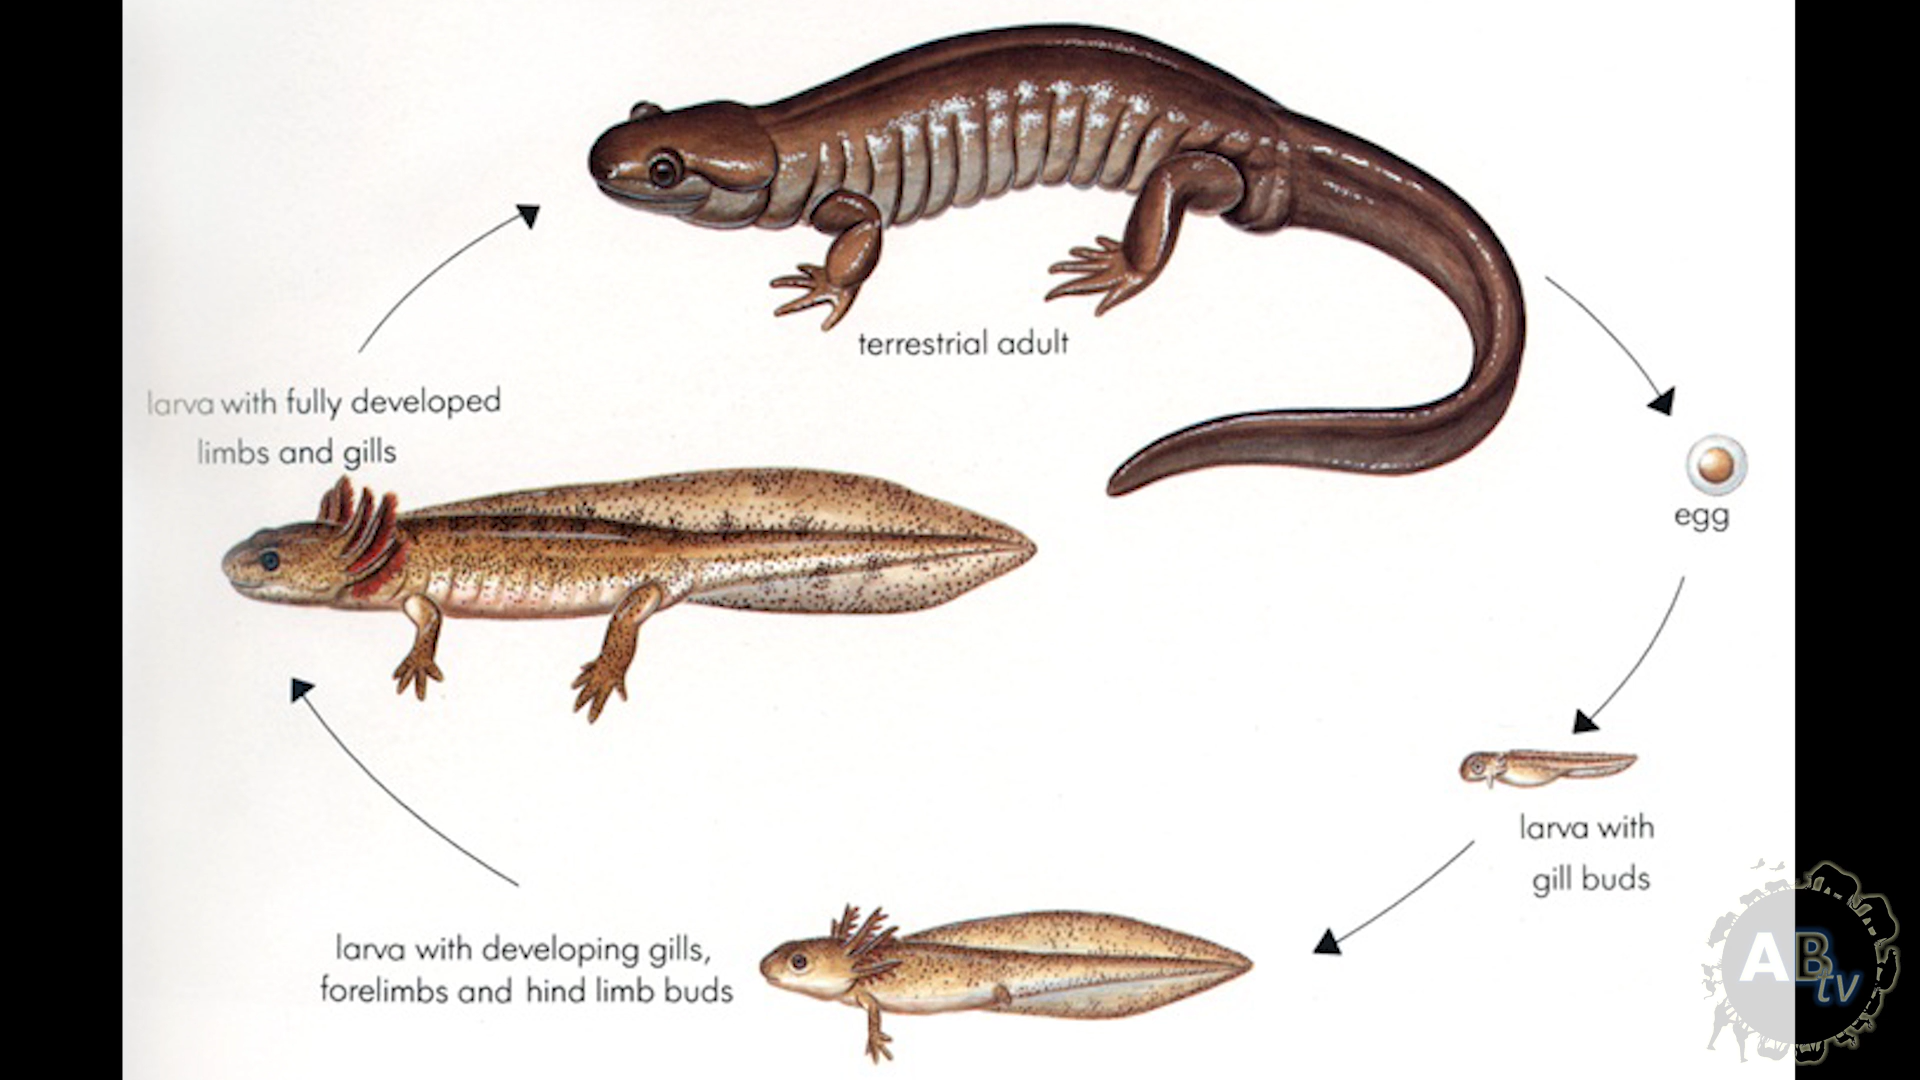 terrestrial adult
larva with fully developed
limbs and gills
egg
larva with
gill buds
larva with developing gills,
forelimbs and hind limb buds
AB
tv